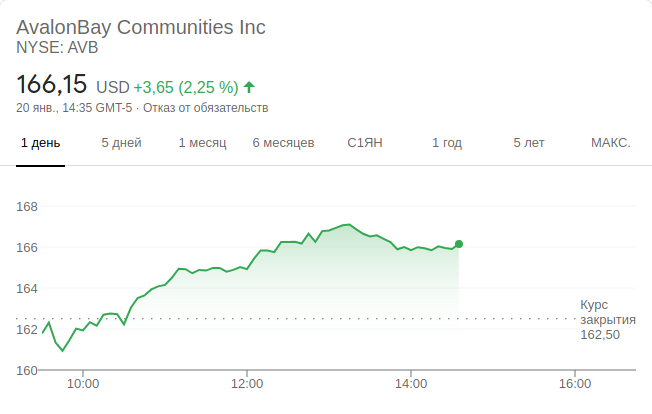 AvalonBay Communities Inc
NYSE: AVB
166,15 USD +3,65 (2,25 %)
20 янв., 14:35 GMT-5 · Отказ от обязательств
1 день 5 дней 1 месяц 6 месяцев С1ЯН 1 год 5 лет МАКС.
168
166
164
Курс
закрытия
162,50
162
160
10:00 12:00 14:00 16:00